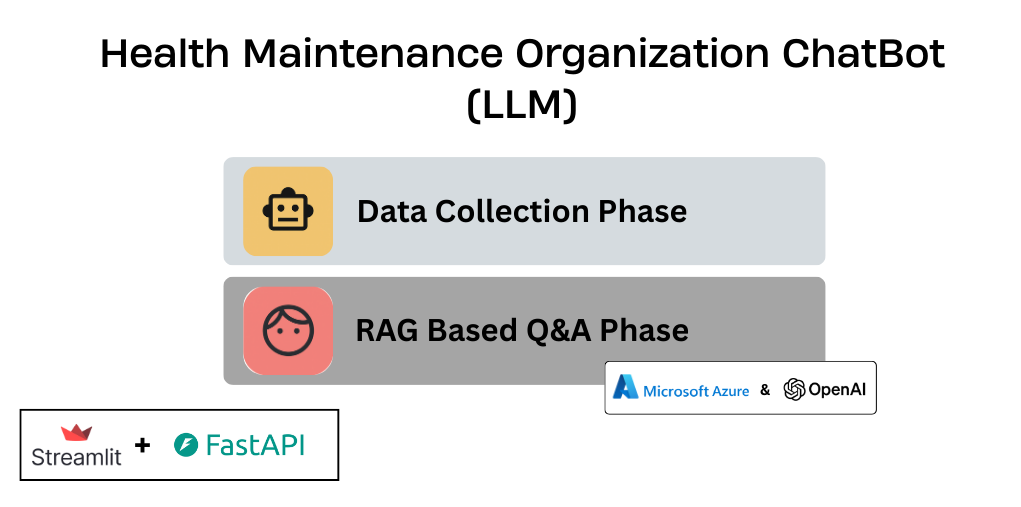 Health Maintenance Organization ChatBot
(LLM)
Data Collection Phase
RAG Based Q&A Phase
Microsoft Azure & OpenAI
Streamlit + FastAPI